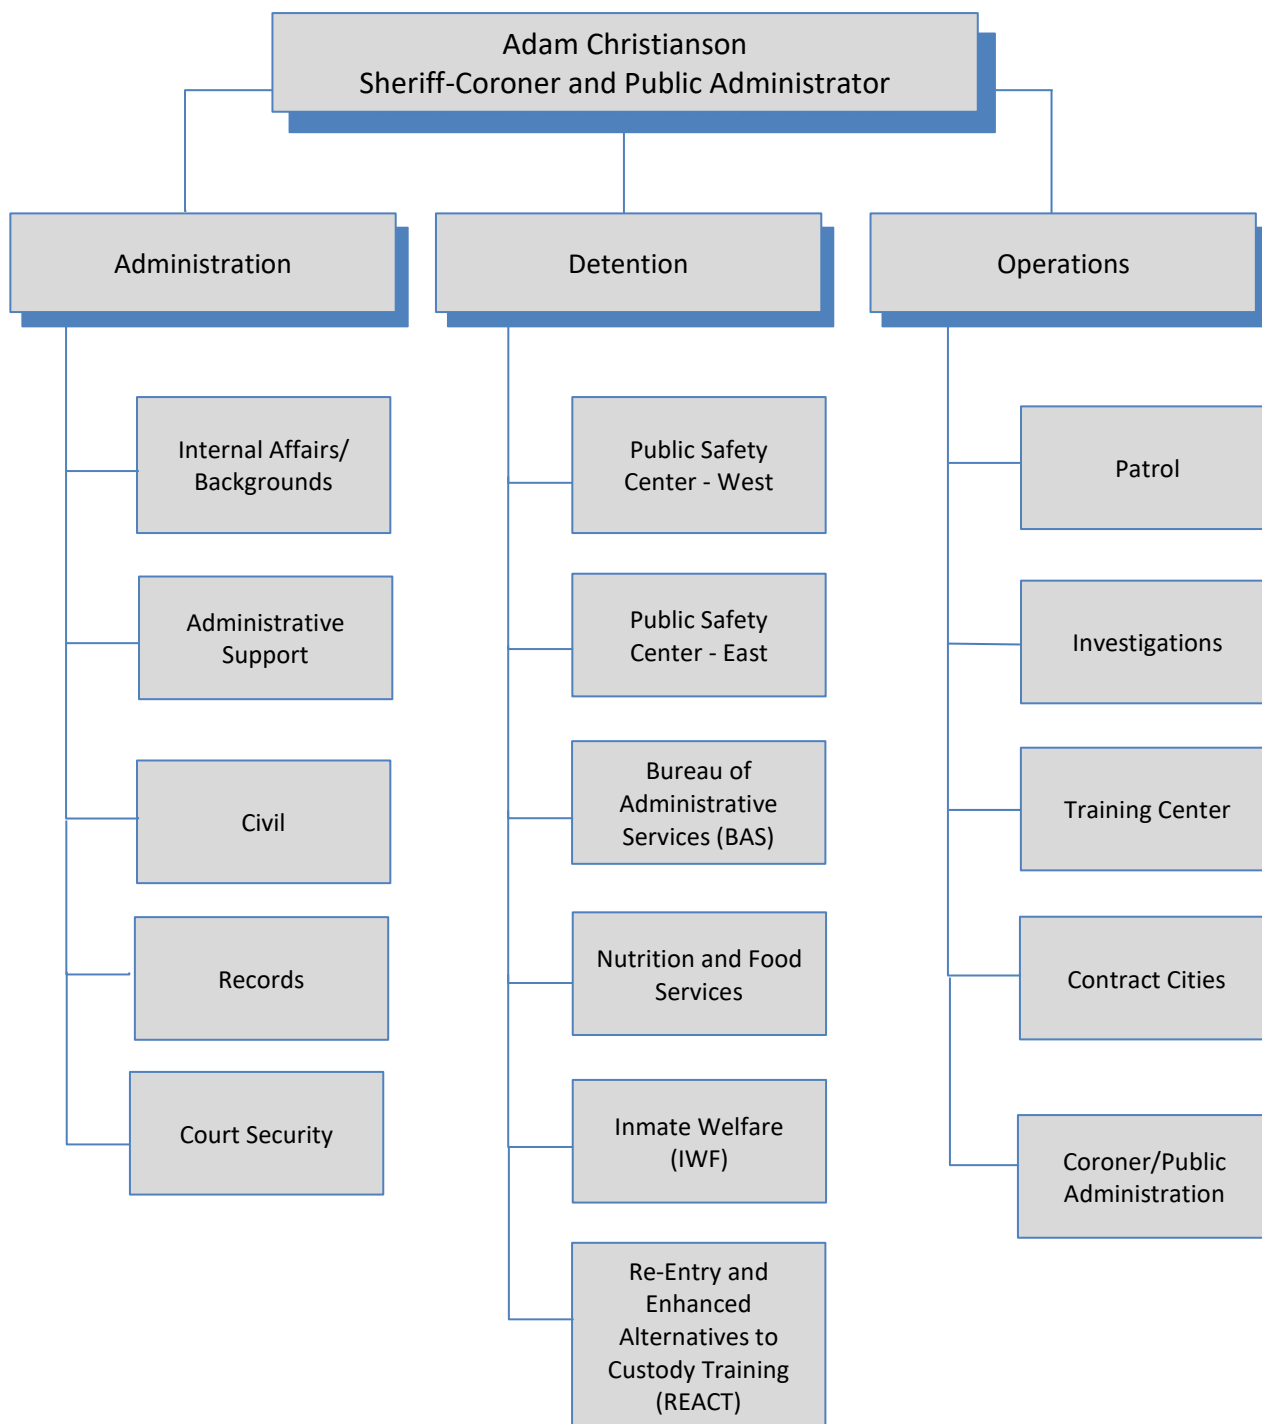 Adam Christianson
Sheriff-Coroner and Public Administrator
Administration
Detention
Operations
Internal Affairs/
Backgrounds
Administrative
Support
Civil
Records
Court Security
Public Safety
Center - West
Public Safety
Center - East
Bureau of
Administrative
Services (BAS)
Nutrition and Food
Services
Inmate Welfare
(IWF)
Re-Entry and
Enhanced
Alternatives to
Custody Training
(REACT)
Patrol
Investigations
Training Center
Contract Cities
Coroner/Public
Administration